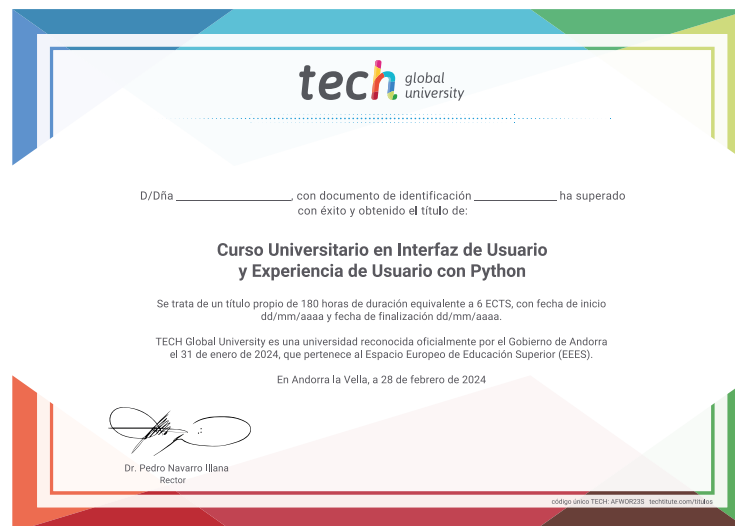 tech global
university
D/Dña ____________________, con documento de identificación ______________ ha superado
con éxito y obtenido el título de:
Curso Universitario en Interfaz de Usuario
y Experiencia de Usuario con Python
Se trata de un título propio de 180 horas de duración equivalente a 6 ECTS, con fecha de inicio
dd/mm/aaaa y fecha de finalización dd/mm/aaaa.
TECH Global University es una universidad reconocida oficialmente por el Gobierno de Andorra
el 31 de enero de 2024, que pertenece al Espacio Europeo de Educación Superior (EEES).
En Andorra la Vella, a 28 de febrero de 2024
Dr. Pedro Navarro Illana
Rector
código único TECH: AFWOR23S techtitute.com/titulos